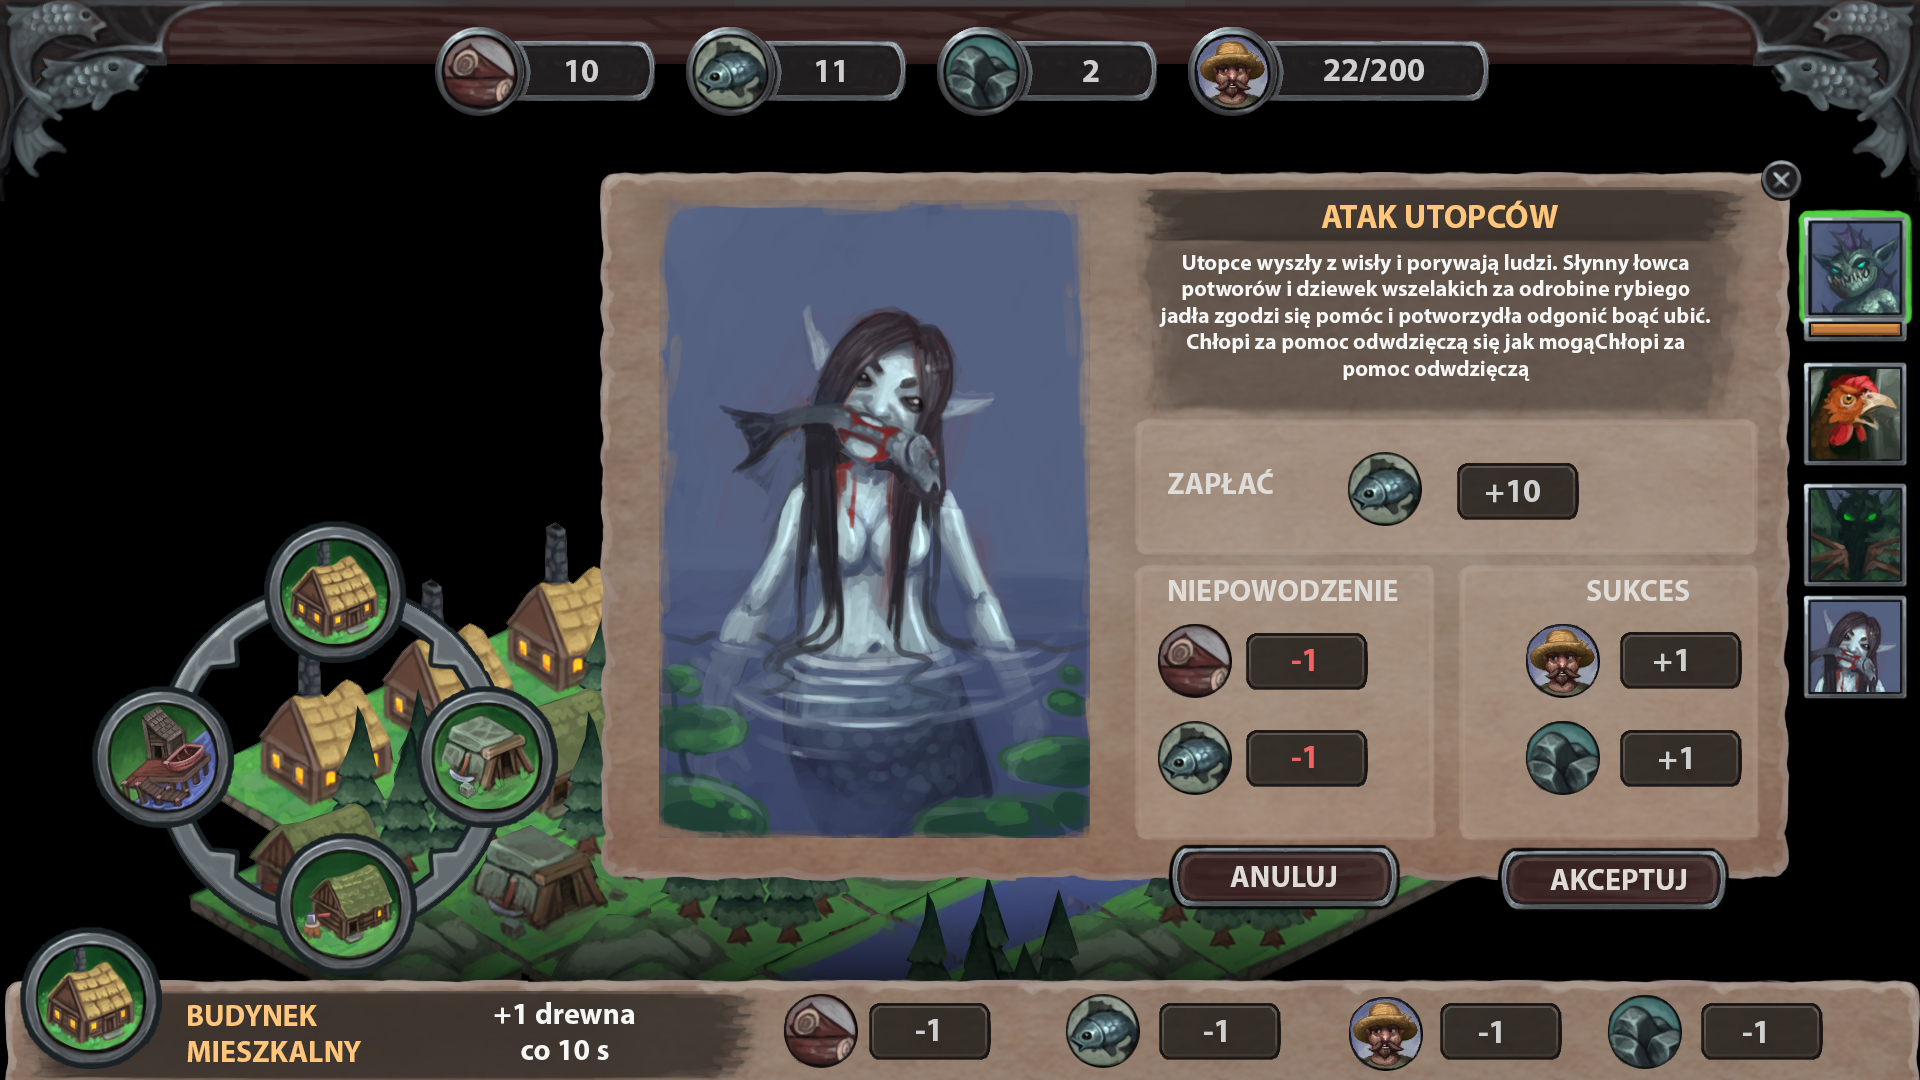 10
11
2
22/200
ATAK UTOPCÓW
Utopce wyszły z wisły i porywają ludzi. Słynny łowca
potworów i dziewek wszelakich za odrobine rybiego
jadła zgodzi się pomóc i potworzydła odgonić boąć ubić.
Chłopi za pomoc odwdzięczą się jak mogąChłopi za
pomoc odwdzięczą
ZAPŁAĆ
+10
NIEPOWODZENIE
-1
-1
SUKCES
+1
+1
ANULUJ
AKCEPTUJ
BUDYNEK
MIESZKALNY
+1 drewna
co 10 s
-1
-1
-1
-1